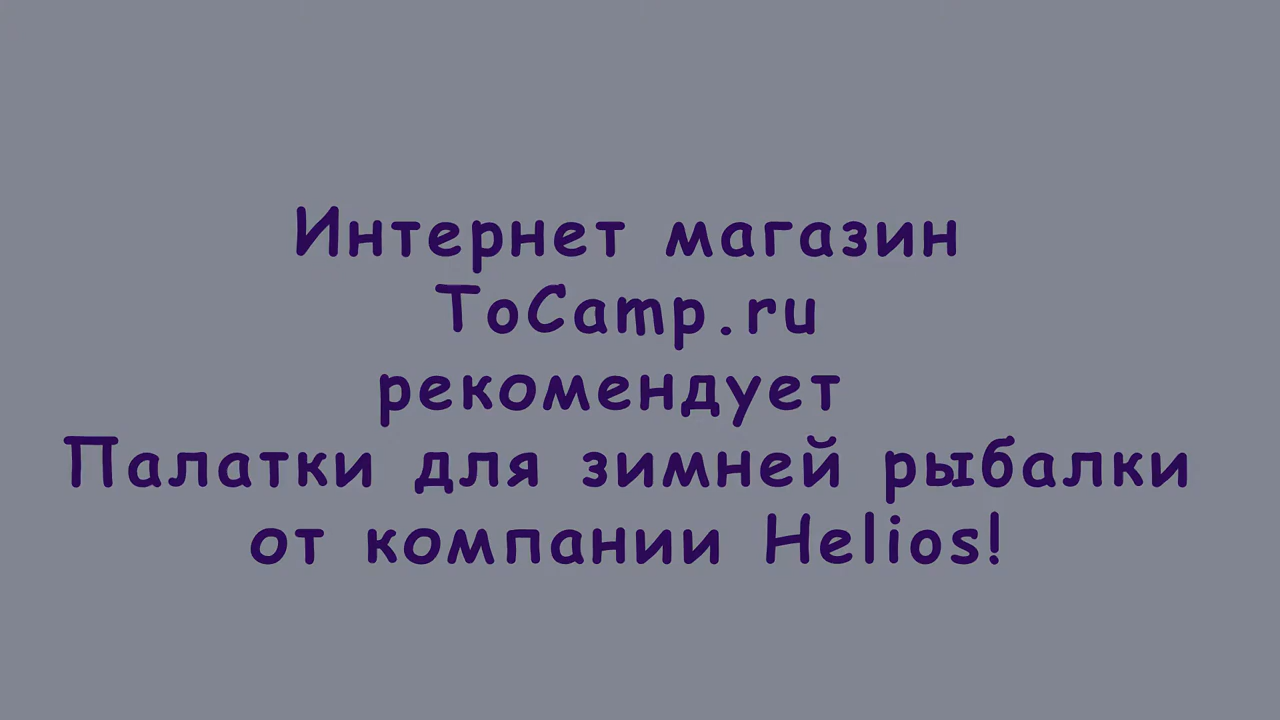 Интернет магазин
ToCamp.ru
рекомендует
Палатки для зимней рыбалки
от компании Helios!